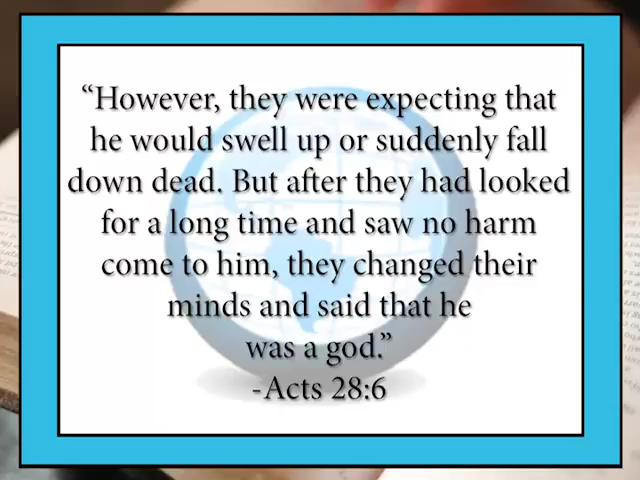 “However, they were expecting that
he would swell up or suddenly fall
down dead. But after they had looked
for a long time and saw no harm
come to him, they changed their
minds and said that he
was a god.”
-Acts 28:6